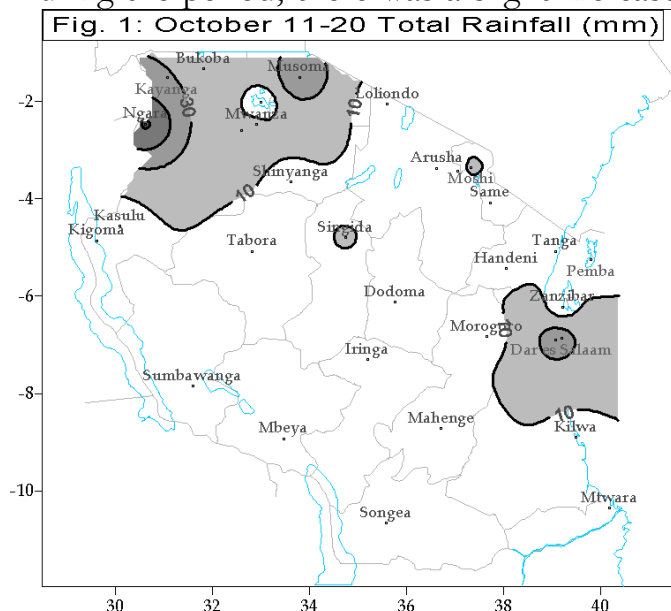 Fig. 1: October 11-20 Total Rainfall (mm)
Bukoba
Musoma
Kayanga
-2
30
10
Loliondo
Ngara
Mwanza
Arusha
Shinyanga
Moshi
-4
10
Same
Kasulu
Singida
Kigoma
Tabora
Tanga
Handeni
Pemba
-6
Dodoma
Zanzibar
10
Morogoro
Iringa
Dar es Salaam
Sumbawanga
-8
Mahenge
10
Mbeya
Kilwa
-10
Mtwara
Songea
30
32
34
36
38
40